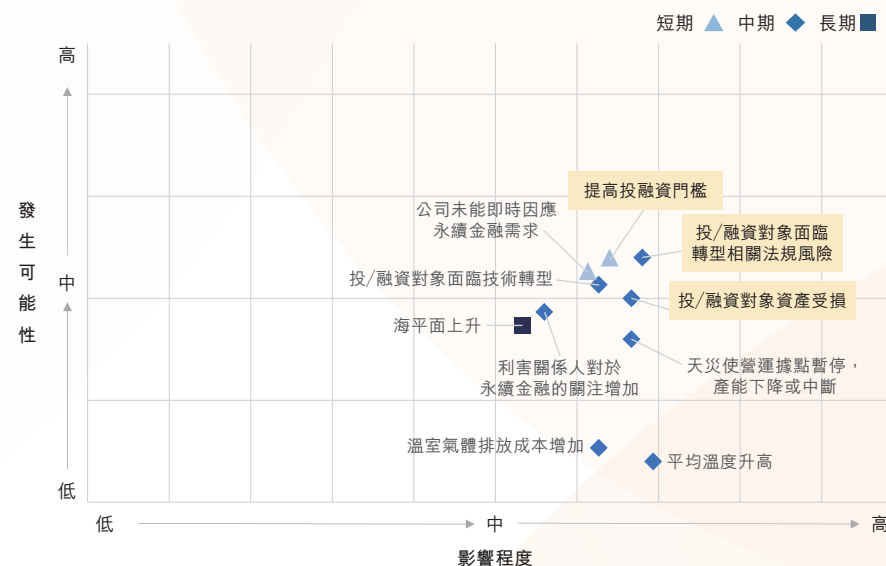 短期 中期 長期
高
提高投融資門檻
公司未能即時因應
永續金融需求
投/融資對象面臨
轉型相關法規風險
發生可能性
中
投/融資對象面臨技術轉型
投/融資對象資產受損
海平面上升
利害關係人對於
永續金融的關注增加
天災使營運據點暫停，
產能下降或中斷
溫室氣體排放成本增加
平均溫度升高
低
低 中 高
影響程度